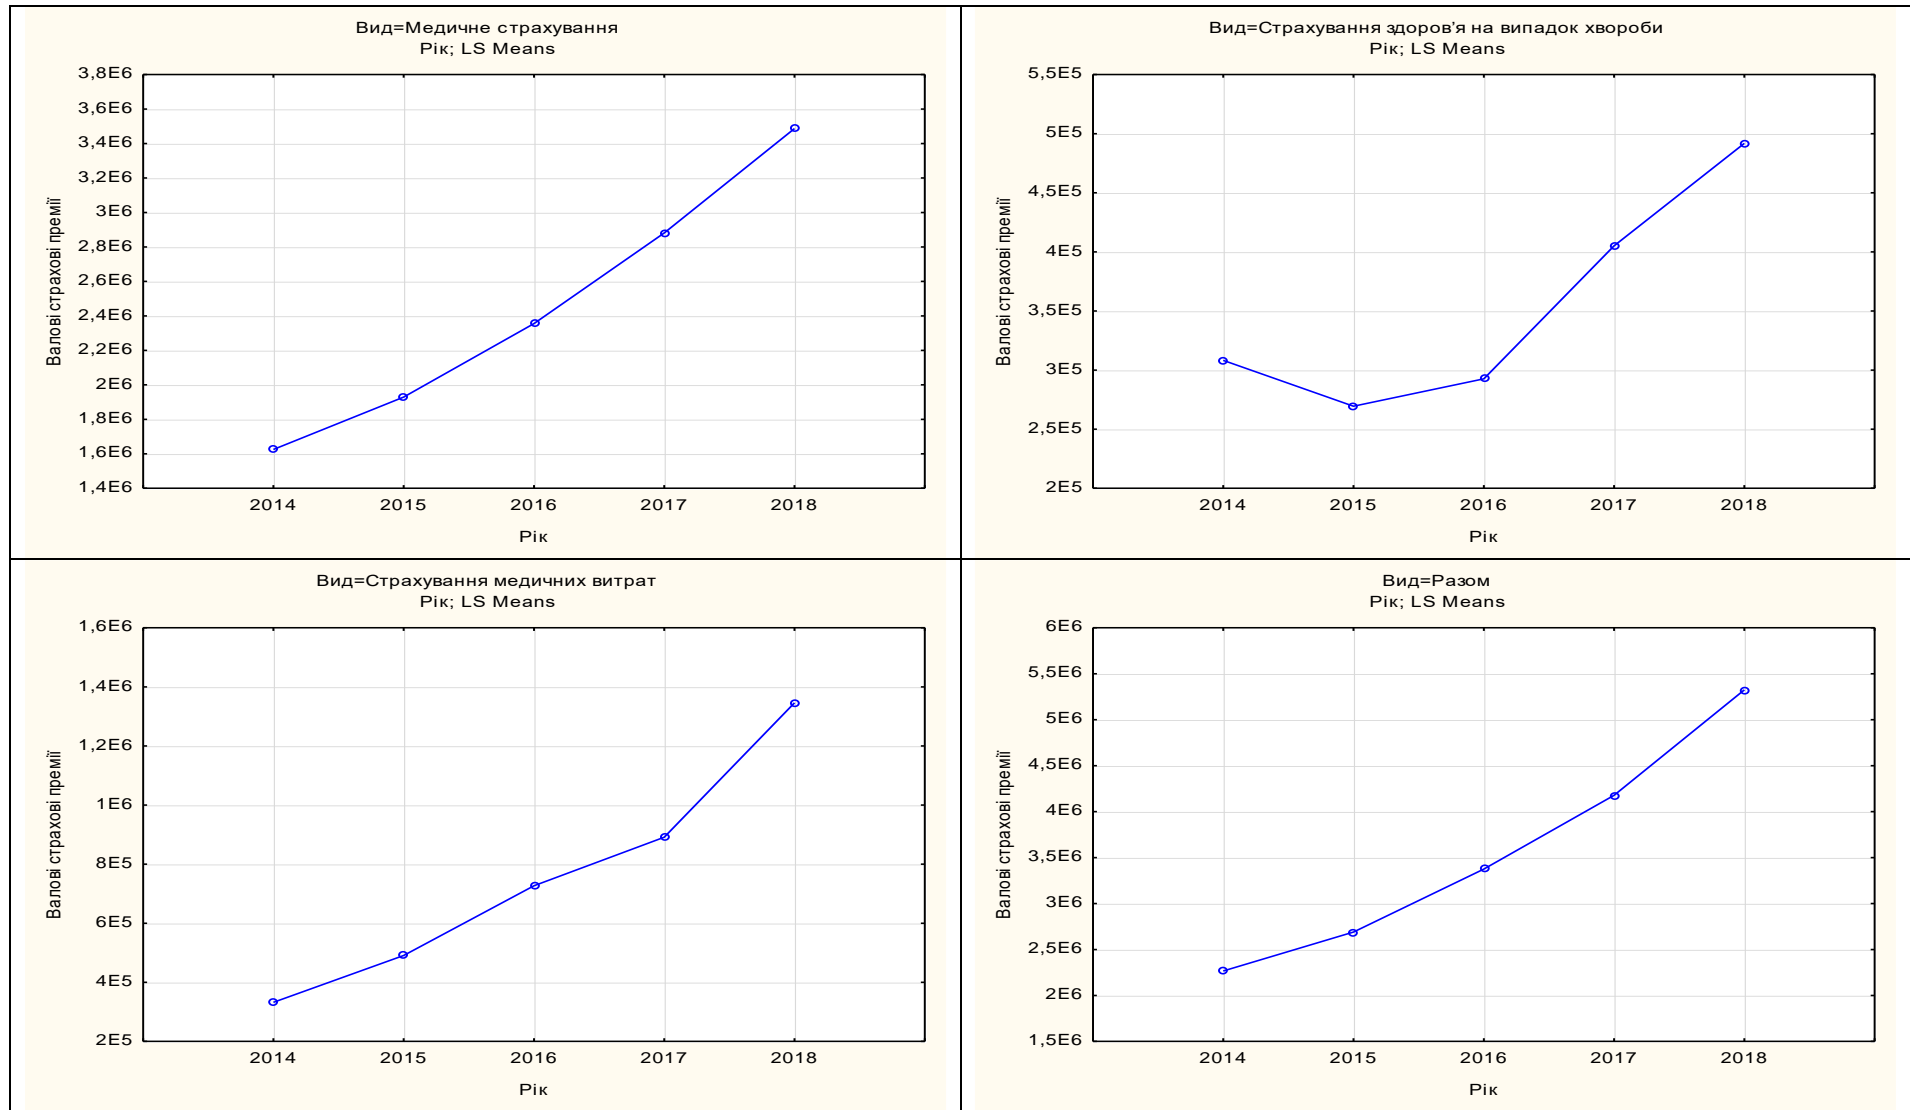 Вид=Медичне страхування
Рік; LS Means
3,8E6
3,6E6
3,4E6
3,2E6
3E6
2,8E6
2,6E6
2,4E6
2,2E6
2E6
1,8E6
1,6E6
1,4E6
Валові страхові премії
2014 2015 2016 2017 2018
Рік
Вид=Страхування здоров'я на випадок хвороби
Рік; LS Means
5,5E5
5E5
4,5E5
4E5
3,5E5
3E5
2,5E5
2E5
Валові страхові премії
2014 2015 2016 2017 2018
Рік
Вид=Страхування медичних витрат
Рік; LS Means
1,6E6
1,4E6
1,2E6
1E6
8E5
6E5
4E5
2E5
Валові страхові премії
2014 2015 2016 2017 2018
Рік
Вид=Разом
Рік; LS Means
6E6
5,5E6
5E6
4,5E6
4E6
3,5E6
3E6
2,5E6
2E6
1,5E6
Валові страхові премії
2014 2015 2016 2017 2018
Рік